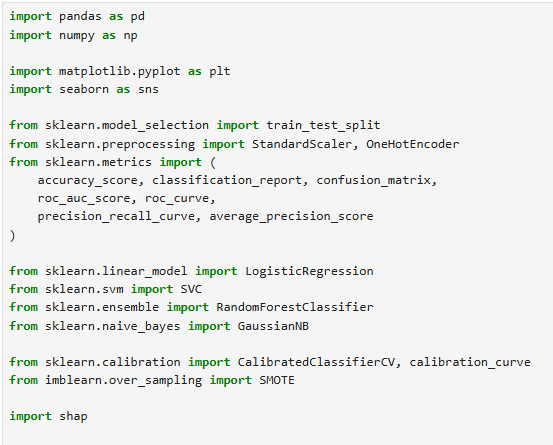 import pandas as pd
import numpy as np
import matplotlib.pyplot as plt
import seaborn as sns
from sklearn.model_selection import train_test_split
from sklearn.preprocessing import StandardScaler, OneHotEncoder
from sklearn.metrics import (
    accuracy_score, classification_report, confusion_matrix,
    roc_auc_score, roc_curve,
    precision_recall_curve, average_precision_score
)
from sklearn.linear_model import LogisticRegression
from sklearn.svm import SVC
from sklearn.ensemble import RandomForestClassifier
from sklearn.naive_bayes import GaussianNB
from sklearn.calibration import CalibratedClassifierCV, calibration_curve
from imblearn.over_sampling import SMOTE
import shap